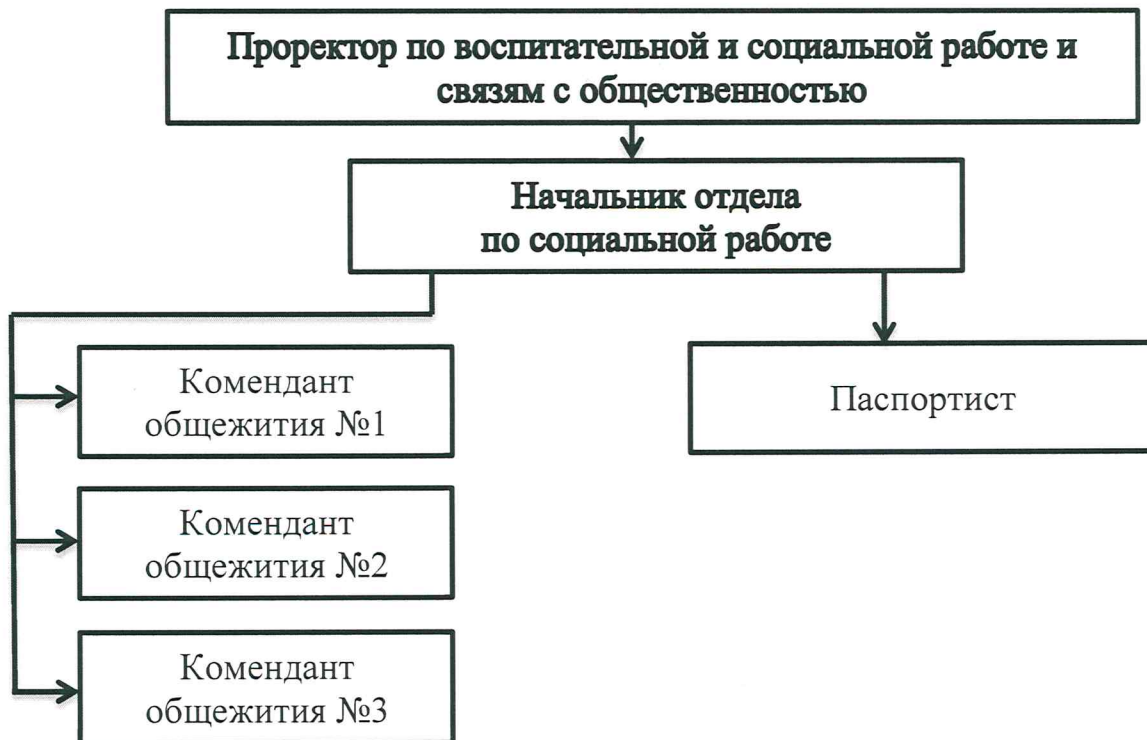 Проректор по воспитательной и социальной работе и
связям с общественностью
Начальник отдела
по социальной работе
Комендант
общежития №1
Паспортист
Комендант
общежития №2
Комендант
общежития №3